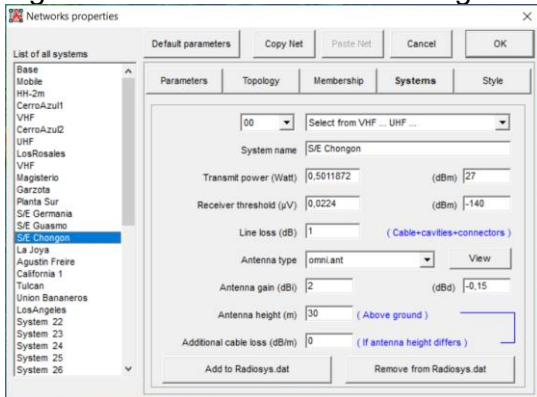 Networks properties
List of all systems
Default parameters
Copy Net
Paste Net
Cancel
OK
Base
Mobile
HH-2m
CerroAzul1
VHF
CerroAzul2
UHF
LosRosales
VHF
Magisterio
Garzota
Planta Sur
S/E Germania
S/E Guasmo
S/E Chongon
La Joya
Agustin Freire
California 1
Tulcan
Union Bananeros
LosAngeles
System 22
System 23
System 24
System 25
System 26
Parameters
Topology
Membership
Systems
Style
00
Select from VHF ... UHF ...
System name S/E Chongon
Transmit power (Watt) 0,5011872 (dBm) 27
Receiver threshold (µV) 0,0224 (dBm) -140
Line loss (dB) 1 ( Cable+cavities+connectors )
Antenna type omni.ant View
Antenna gain (dBi) 2 (dBd) -0,15
Antenna height (m) 30 ( Above ground )
Additional cable loss (dB/m) 0 ( If antenna height differs )
Add to Radiosys.dat
Remove from Radiosys.dat